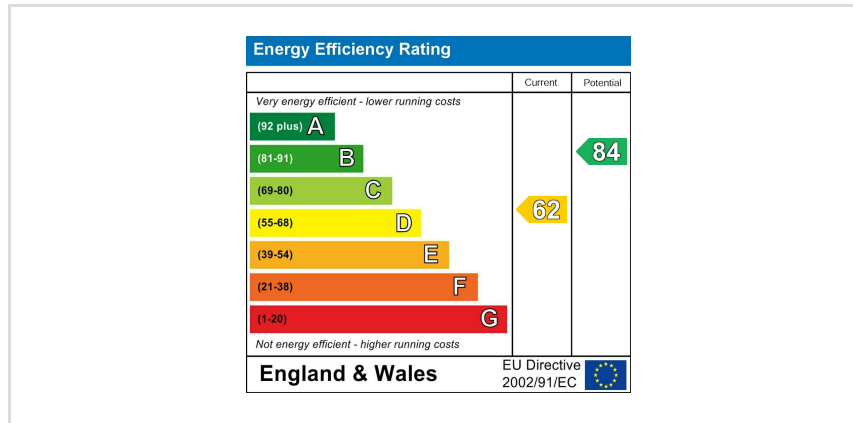 Energy Efficiency Rating
Current Potential
Very energy efficient - lower running costs
(92 plus) A
(81-91) B
84
(69-80) C
62
(55-68) D
(39-54) E
(21-38) F
(1-20) G
Not energy efficient - higher running costs
England & Wales
EU Directive
2002/91/EC